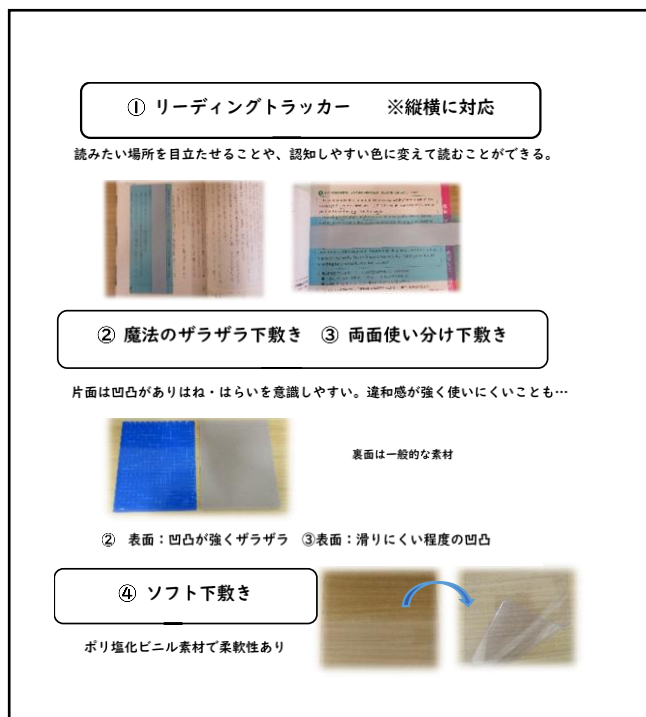 ① リーディングトラッカー　　※縦横に対応
読みたい場所を目立たせることや、認知しやすい色に変えて読むことができる。
② 魔法のザラザラ下敷き　③ 両面使い分け下敷き
片面は凹凸がありはね・はらいを意識しやすい。違和感が強く使いにくいことも…
裏面は一般的な素材
②　表面：凹凸が強くザラザラ　③表面：滑りにくい程度の凹凸
④ ソフト下敷き
ポリ塩化ビニル素材で柔軟性あり